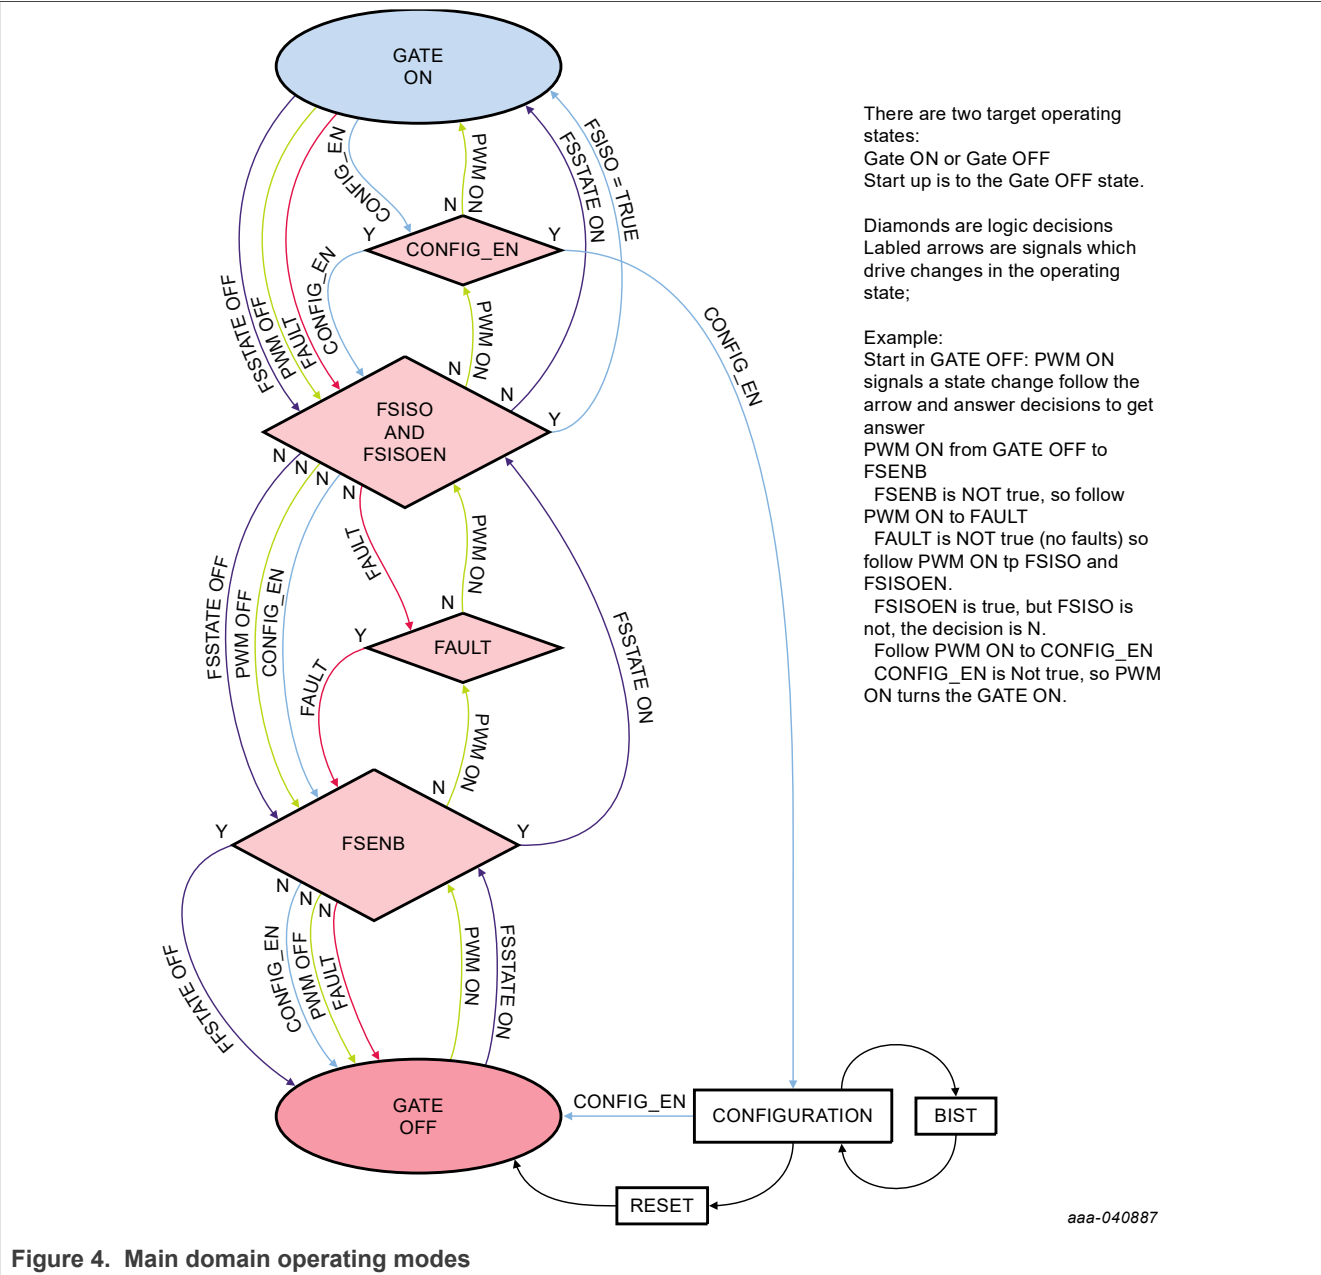 GATE
ON
CONFIG_EN
PWM ON
FSSTATE ON
FSISO = TRUE
N
Y
CONFIG_EN
Y
CONFIG_EN
FSSTATE OFF
PWM OFF
FAULT
PWM ON
CONFIG_EN
N
N
Y
FSISO
AND
FSISOEN
N
N
N
N
FAULT
PWM ON
FSSTATE OFF
PWM OFF
CONFIG_EN
N
Y
FAULT
FSSTATE ON
FAULT
PWM ON
N
Y
FSENB
Y
N
N
N
FFSTATE OFF
CONFIG_EN
PWM OFF
FAULT
PWM ON
FSSTATE ON
GATE
OFF
CONFIG_EN
CONFIGURATION
BIST
RESET
There are two target operating
states:
Gate ON or Gate OFF
Start up is to the Gate OFF state.
Diamonds are logic decisions
Labled arrows are signals which
drive changes in the operating
state;
Example:
Start in GATE OFF: PWM ON
signals a state change follow the
arrow and answer decisions to get
answer
PWM ON from GATE OFF to
FSENB
FSENB is NOT true, so follow
PWM ON to FAULT
FAULT is NOT true (no faults) so
follow PWM ON tp FSISO and
FSISOEN.
FSISOEN is true, but FSISO is
not, the decision is N.
Follow PWM ON to CONFIG_EN
CONFIG_EN is Not true, so PWM
ON turns the GATE ON.
aaa-040887
Figure 4. Main domain operating modes